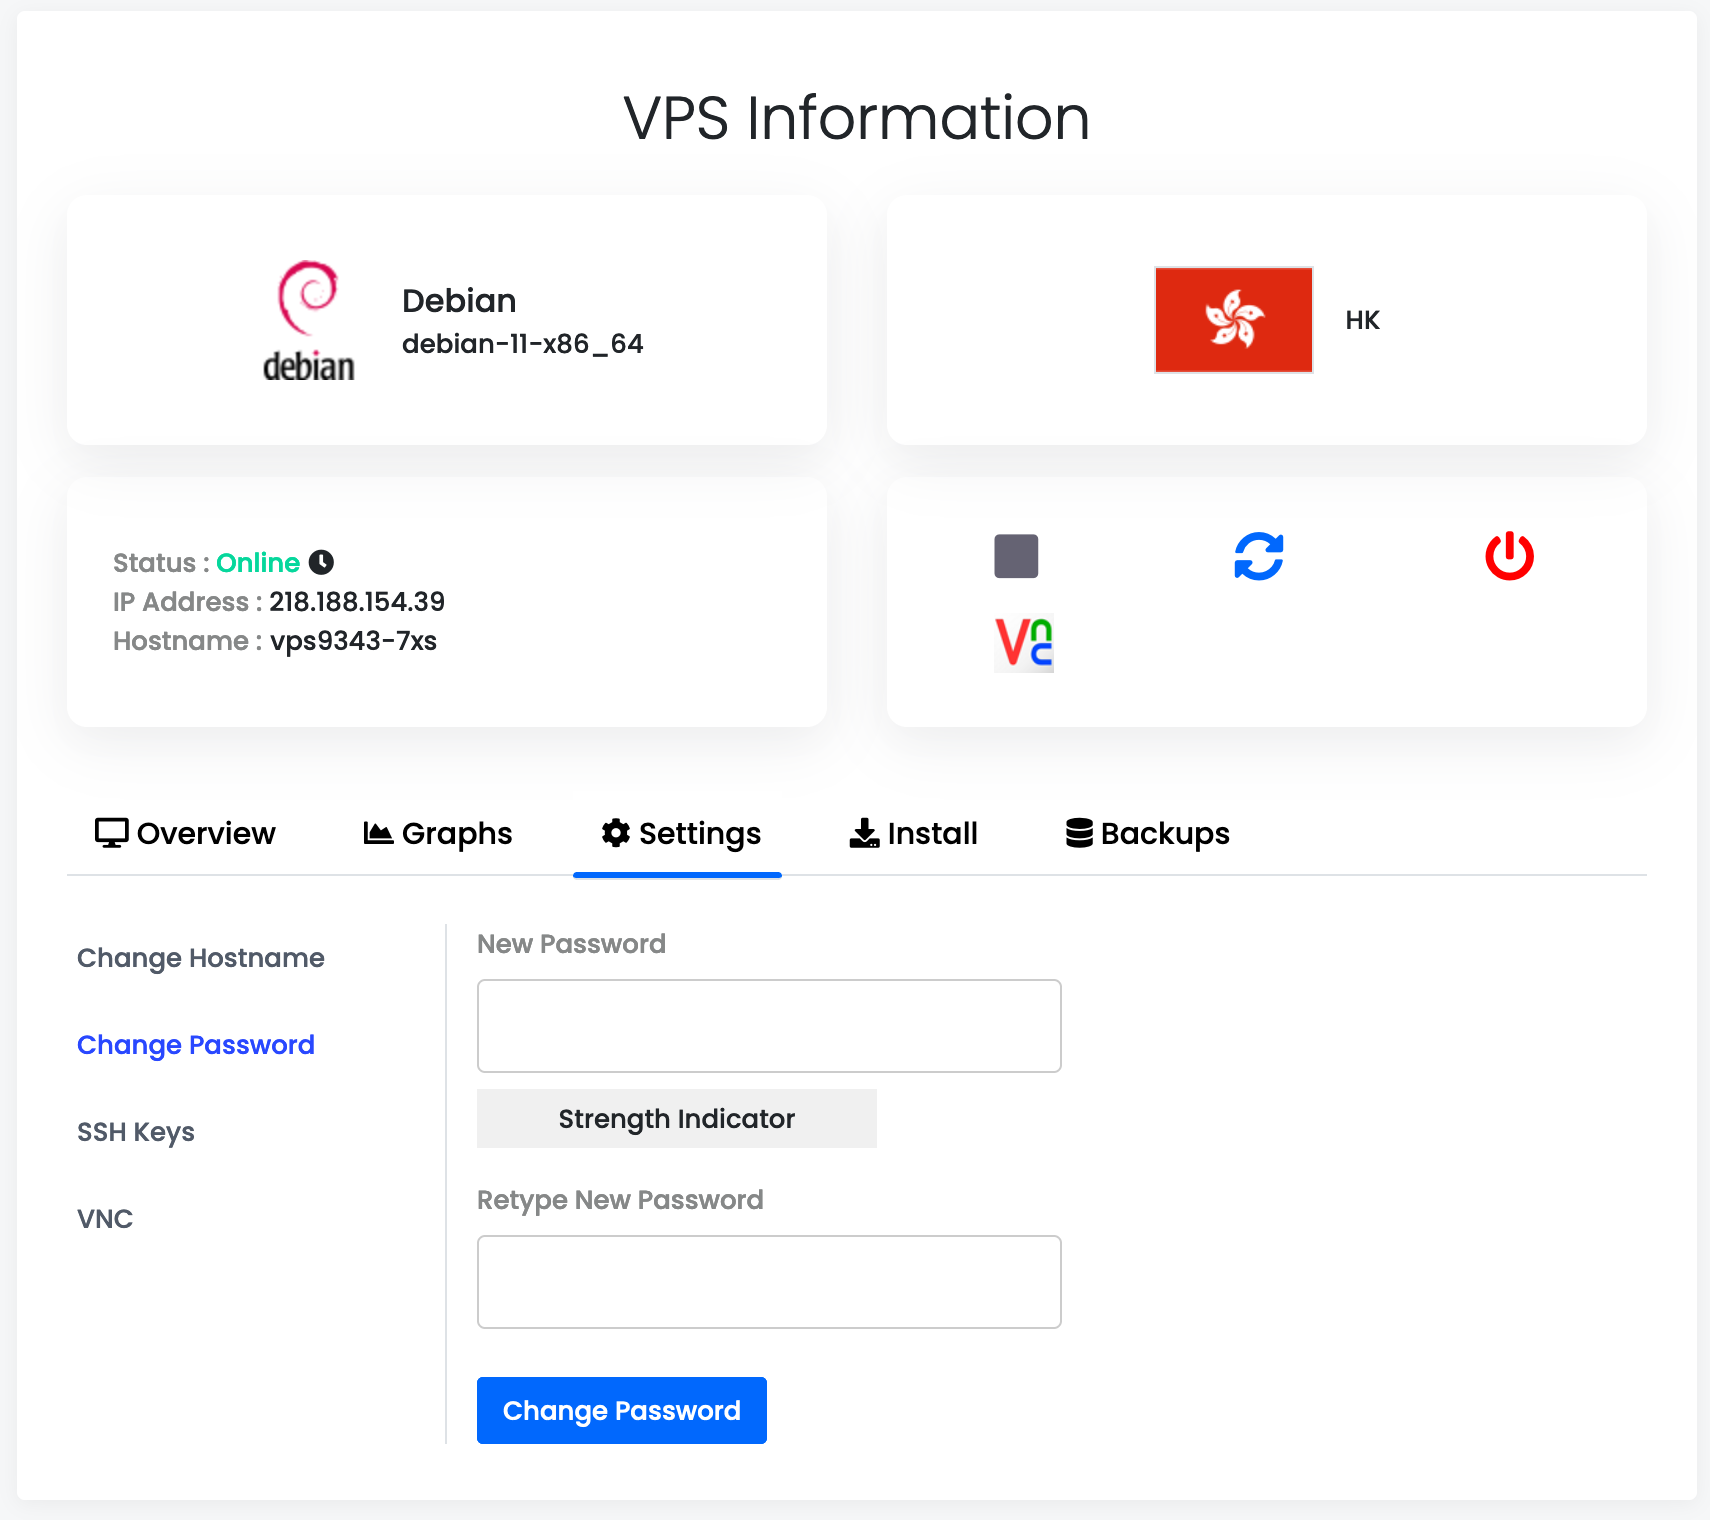 VPS Information
debian
Debian
debian-11-x86_64
HK
Status : Online
IP Address : 218.188.154.39
Hostname : vps9343-7xs
Vnc
Overview
Graphs
Settings
Install
Backups
Change Hostname
Change Password
SSH Keys
VNC
New Password
Strength Indicator
Retype New Password
Change Password